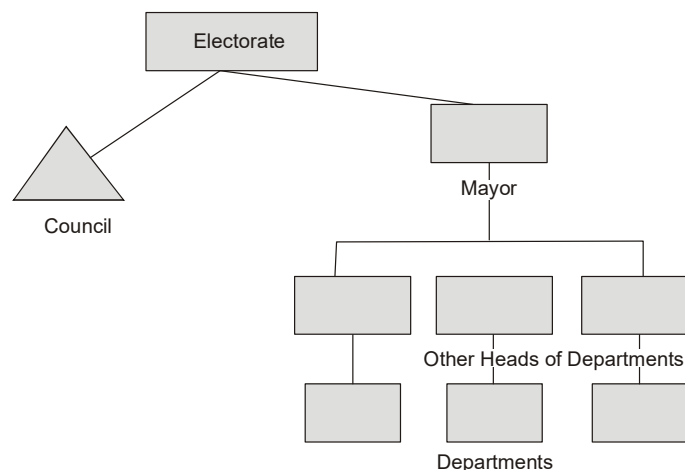 Electorate
Mayor
Council
Other Heads of Departments
Departments